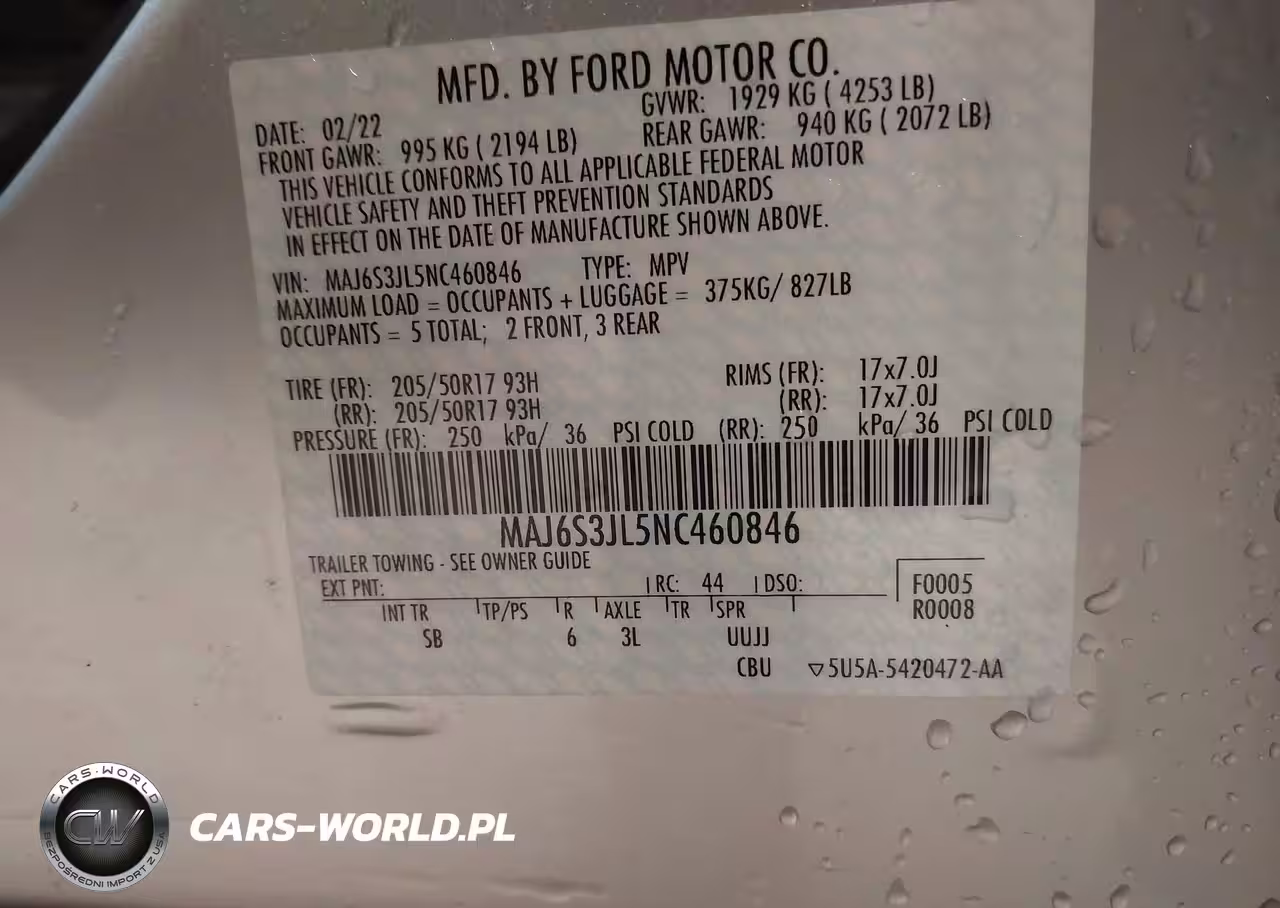 MFD. BY FORD MOTOR CO.
DATE: 02/22 GVWR: 1929 KG ( 4253 LB)
FRONT GAWR: 995 KG ( 2194 LB) REAR GAWR: 940 KG ( 2072 LB)
THIS VEHICLE CONFORMS TO ALL APPLICABLE FEDERAL MOTOR
VEHICLE SAFETY AND THEFT PREVENTION STANDARDS
IN EFFECT ON THE DATE OF MANUFACTURE SHOWN ABOVE.
VIN: MAJ6S3JL5NC460846 TYPE: MPV
MAXIMUM LOAD = OCCUPANTS + LUGGAGE = 375KG/ 827LB
OCCUPANTS = 5 TOTAL; 2 FRONT, 3 REAR
TIRE (FR): 205/50R17 93H RIMS (FR): 17x7.0J
(RR): 205/50R17 93H (RR): 17x7.0J
PRESSURE (FR): 250 kPa/ 36 PSI COLD (RR): 250 kPa/ 36 PSI COLD
MAJ6S3JL5NC460846
TRAILER TOWING - SEE OWNER GUIDE
EXT PNT: RC: 44 DSO: F0005
INT TR TP/PS R AXLE TR SPR R0008
SB 6 3L UUJJ
CBU ▽5U5A-5420472-AA
CARS-WORLD
CW
BEZPOŚREDNI IMPORT Z USA
CARS-WORLD.PL